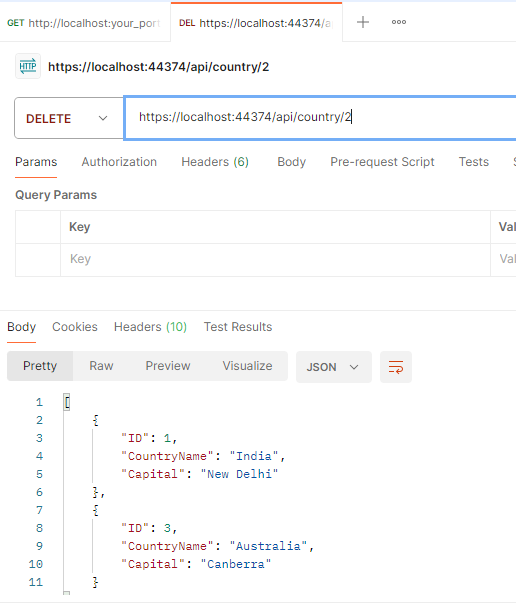 GET http://localhost:your_port
DEL https://localhost:44374/a
HTTP https://localhost:44374/api/country/2
DELETE https://localhost:44374/api/country/2
Params Authorization Headers (6) Body Pre-request Script Tests
Query Params
Key
Key
Body Cookies Headers (10) Test Results
Pretty Raw Preview Visualize JSON
1 [
2 {
3 "ID": 1,
4 "CountryName": "India",
5 "Capital": "New Delhi"
6 },
7 {
8 "ID": 3,
9 "CountryName": "Australia",
10 "Capital": "Canberra"
11 }